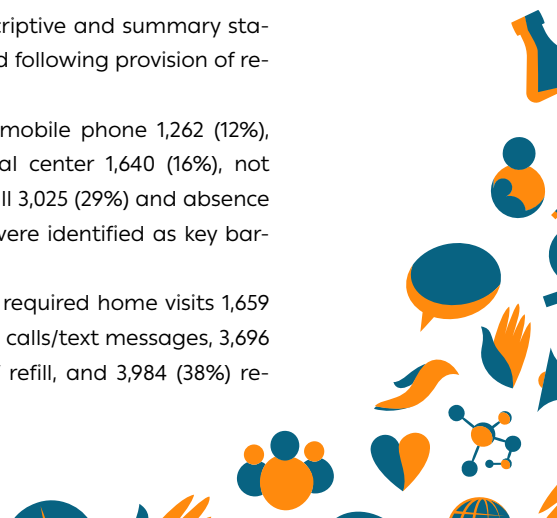 criptive and summary sta-
d following provision of re-
mobile phone 1,262 (12%),
al center 1,640 (16%), not
ll 3,025 (29%) and absence
were identified as key bar-
required home visits 1,659
calls/text messages, 3,696
refill, and 3,984 (38%) re-